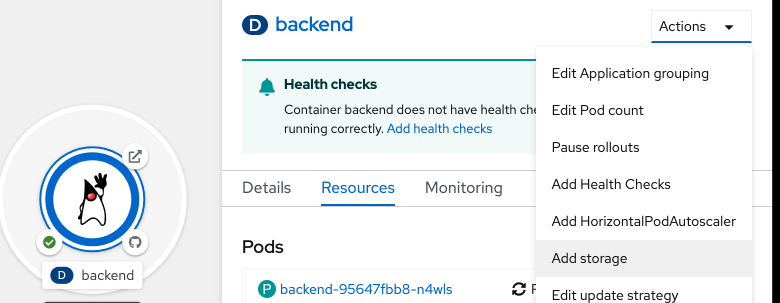 D backend
Actions
Health checks
Container backend does not have health che
running correctly. Add health checks
Edit Application grouping
Edit Pod count
Pause rollouts
Add Health Checks
Add HorizontalPodAutoscaler
Add storage
Edit update strategy
Details Resources Monitoring
Pods
P backend-95647fbb8-n4wls
D backend